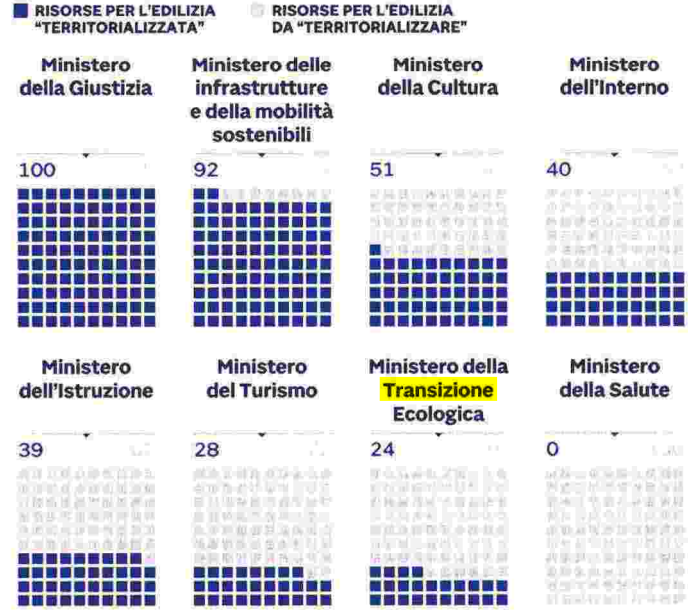 RISORSE PER L'EDILIZIA
"TERRITORIALIZZATA"
RISORSE PER L'EDILIZIA
DA "TERRITORIALIZZARE"
Ministero
della Giustizia
100
Ministero delle
infrastrutture
e della mobilità
sostenibili
92
Ministero
della Cultura
51
Ministero
dell'Interno
40
Ministero
dell'Istruzione
39
Ministero
del Turismo
28
Ministero della
Transizione
Ecologica
24
Ministero
della Salute
0